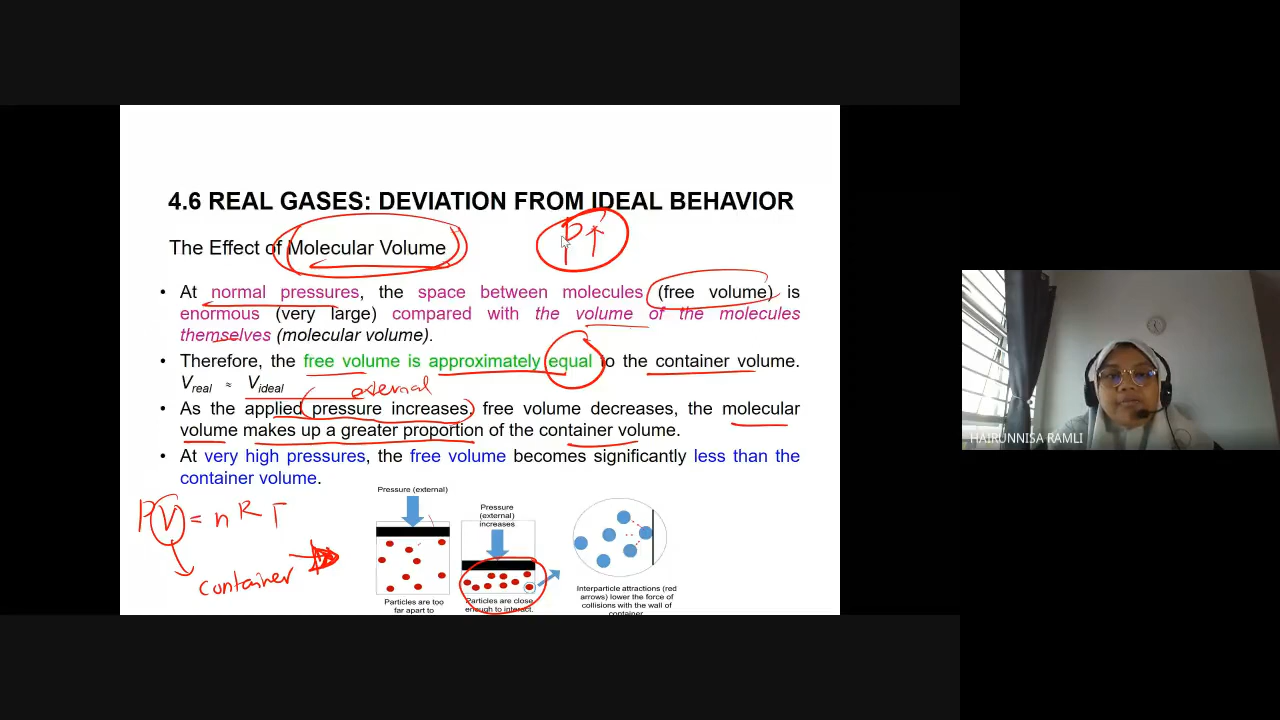 4.6 REAL GASES: DEVIATION FROM IDEAL BEHAVIOR
The Effect of Molecular Volume
P↑
• At normal pressures, the space between molecules (free volume) is
enormous (very large) compared with the volume of the molecules
themselves (molecular volume).
• Therefore, the free volume is approximately equal to the container volume.
Vreal ≈ Videal
external
• As the applied pressure increases, free volume decreases, the molecular
volume makes up a greater proportion of the container volume.
• At very high pressures, the free volume becomes significantly less than the
container volume.
PV = nRT
container
Pressure (external)
Particles are too
far apart to
Pressure
(external)
increases
Particles are close
enough to interact.
Interparticle attractions (red
arrows) lower the force of
collisions with the wall of
container
HAIRUNNISA RAMLI